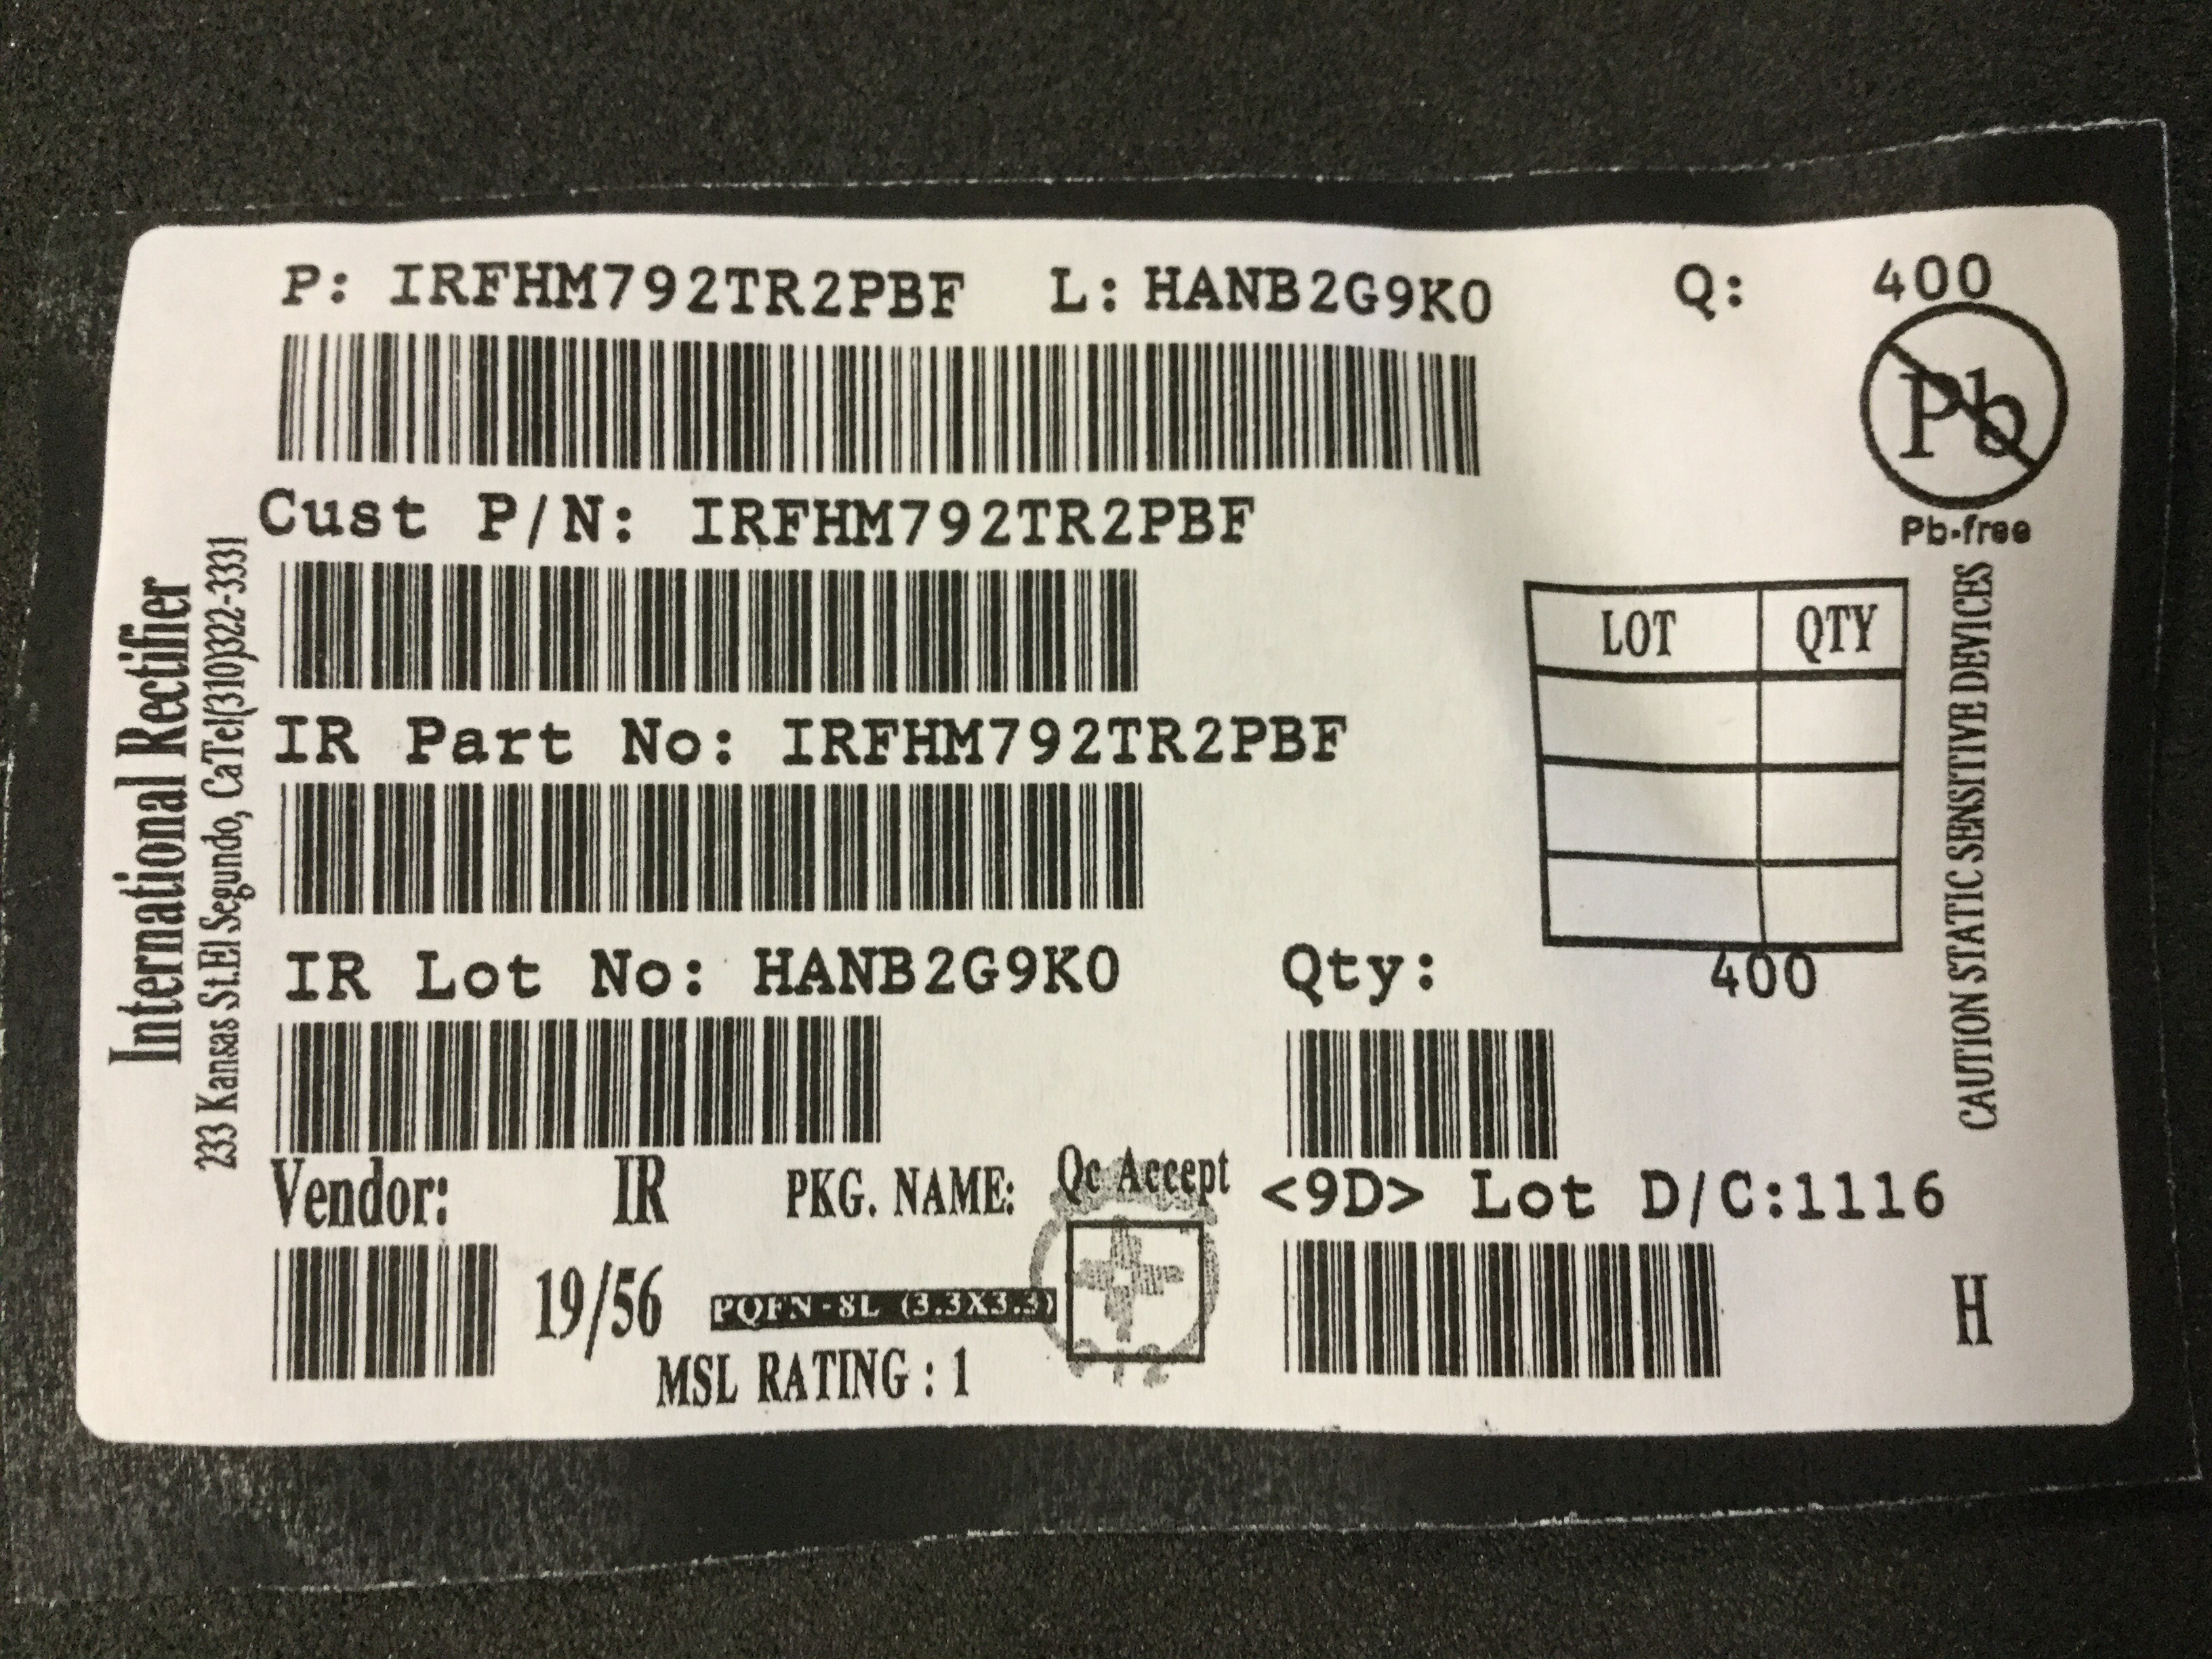 P: IRFHM792TR2PBF L: HANB2G9K0 Q: 400
Pb
Pb-free
Cust P/N: IRFHM792TR2PBF
IR Part No: IRFHM792TR2PBF
LOT QTY
IR Lot No: HANB2G9K0 Qty: 400
Vendor: IR PKG. NAME: Qc Accept <9D> Lot D/C:1116
19/56 PQFN-8L (3.3X3.3) H
MSL RATING : 1
International Rectifier
233 Kansas St.El Segundo, CaTel(310)322-3331
CAUTION STATIC SENSITIVE DEVICES